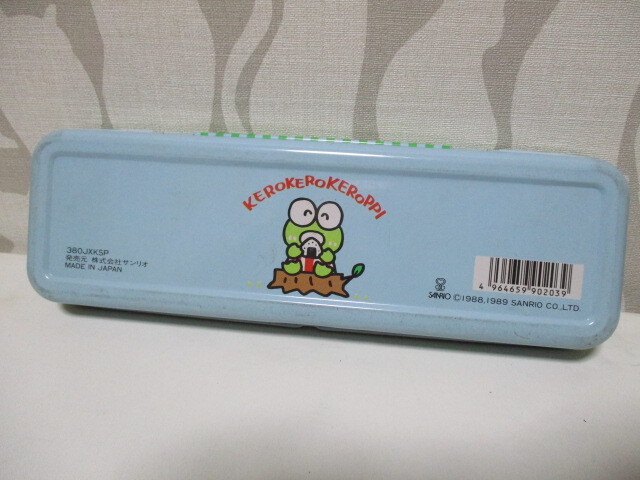 KEROKEROKEROPPI
380JXKSP
発売元 株式会社サンリオ
MADE IN JAPAN
4 964659 902039
SANRIO ©1988,1989 SANRIO CO.,LTD.